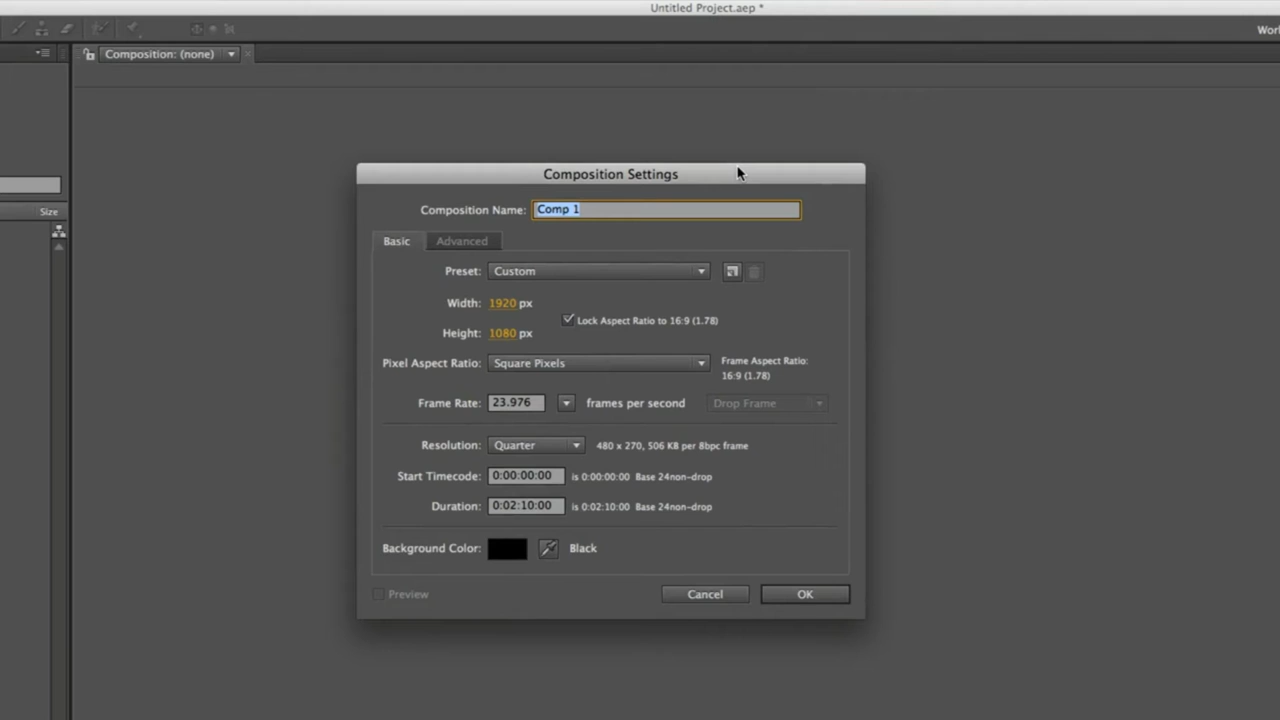 Untitled Project.aep *
Composition: (none)
Size
Composition Settings
Composition Name: Comp 1
Basic Advanced
Preset: Custom
Width: 1920 px
Lock Aspect Ratio to 16:9 (1.78)
Height: 1080 px
Pixel Aspect Ratio: Square Pixels
Frame Aspect Ratio:
16:9 (1.78)
Frame Rate: 23.976 frames per second Drop Frame
Resolution: Quarter 480 x 270, 506 KB per 8bpc frame
Start Timecode: 0:00:00:00 is 0:00:00:00 Base 24non-drop
Duration: 0:02:10:00 is 0:02:10:00 Base 24non-drop
Background Color: Black
Preview Cancel OK